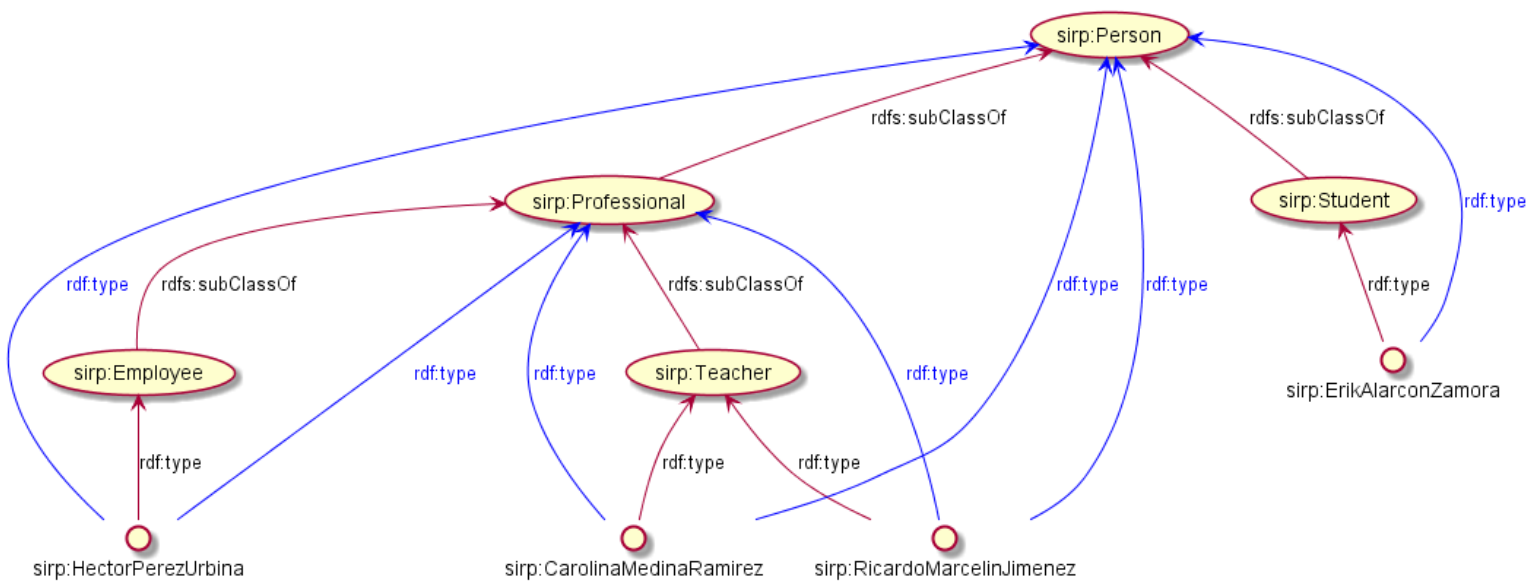 sirp:Person
rdfs:subClassOf
rdfs:subClassOf
sirp:Professional
sirp:Student
rdf:type
rdf:type
rdfs:subClassOf
rdfs:subClassOf
rdf:type
rdf:type
rdf:type
sirp:Employee
rdf:type
rdf:type
sirp:Teacher
rdf:type
sirp:ErikAlarconZamora
rdf:type
rdf:type
rdf:type
sirp:HectorPerezUrbina
sirp:CarolinaMedinaRamirez
sirp:RicardoMarcelinJimenez